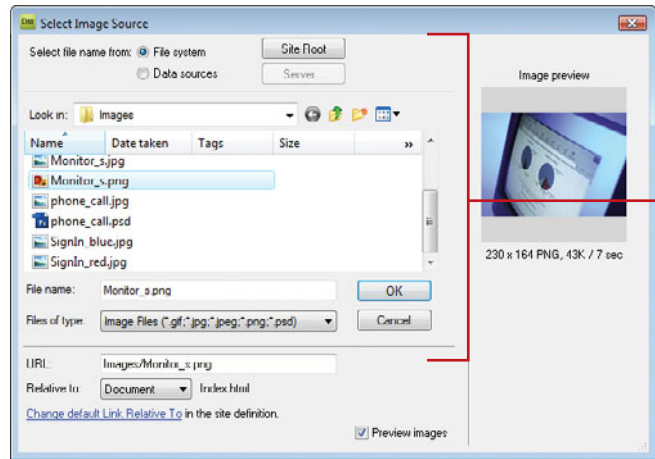 Dw Select Image Source
Select file name from: File system Site Root
Data sources Server...
Image preview
Look in: Images
Name Date taken Tags Size »
Monitor_s.jpg
Monitor_s.png
phone_call.jpg
phone_call.psd
SignIn_blue.jpg
SignIn_red.jpg
230 x 164 PNG, 43K / 7 sec
File name: Monitor_s.png OK
Files of type: Image Files (*.gif;*.jpg;*.jpeg;*.png;*.psd) Cancel
URL: Images/Monitor_s.png
Relative to: Document Index.html
Change default Link Relative To in the site definition.
Preview images